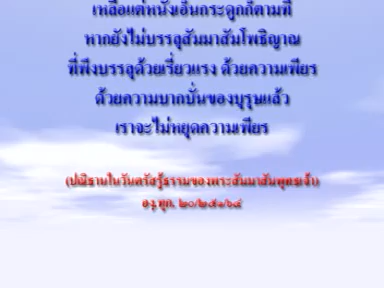 เหลือแต่หนังเอ็นกระดูกก็ตามที
หากยังไม่บรรลุสัมมาสัมโพธิญาณ
ที่พึงบรรลุด้วยเรี่ยวแรง ด้วยความเพียร
ด้วยความบากบั่นของบุรุษแล้ว
เราจะไม่หยุดความเพียร
(ปณิธานในวันตรัสรู้ธรรมของพระสัมมาสัมพุทธเจ้า)
องฺ.ทุก. ๒๐/๒๕๑/๖๔